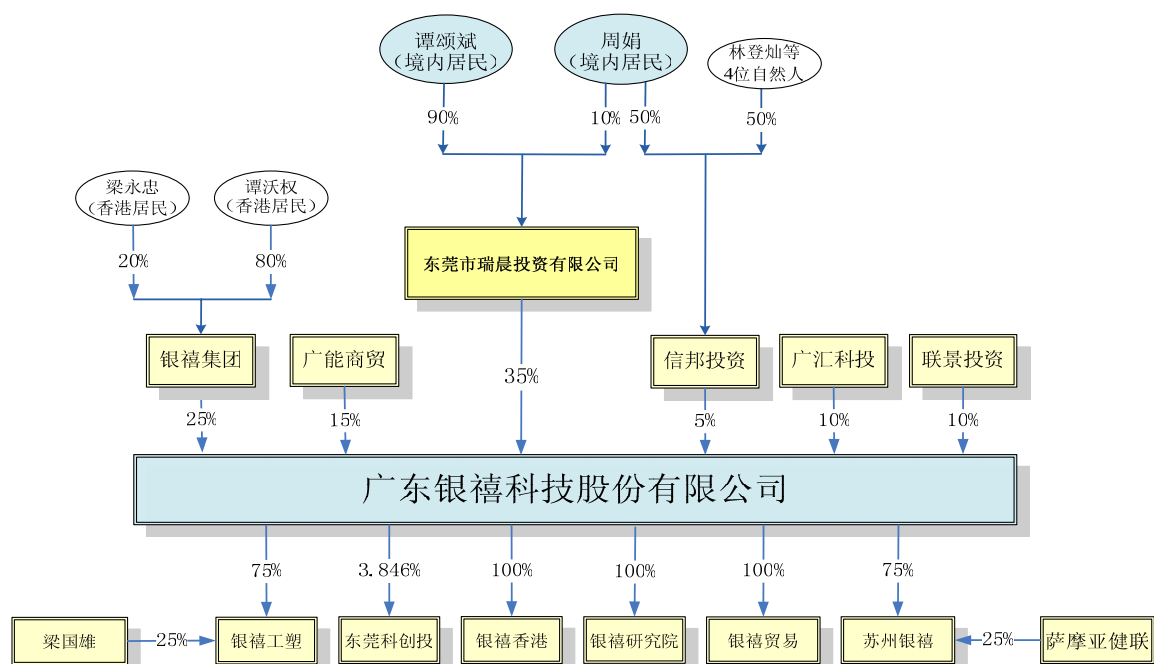 谭颂斌
（境内居民）
周娟
（境内居民）
林登灿等
4位自然人
90%
10%
50%
50%
梁永忠
（香港居民）
谭沃权
（香港居民）
20%
80%
东莞市瑞晨投资有限公司
银禧集团
广能商贸
信邦投资
广汇科投
联景投资
35%
25%
15%
5%
10%
10%
广东银禧科技股份有限公司
75%
3.846%
100%
100%
100%
75%
梁国雄
25%
银禧工塑
东莞科创投
银禧香港
银禧研究院
银禧贸易
苏州银禧
25%
萨摩亚健联